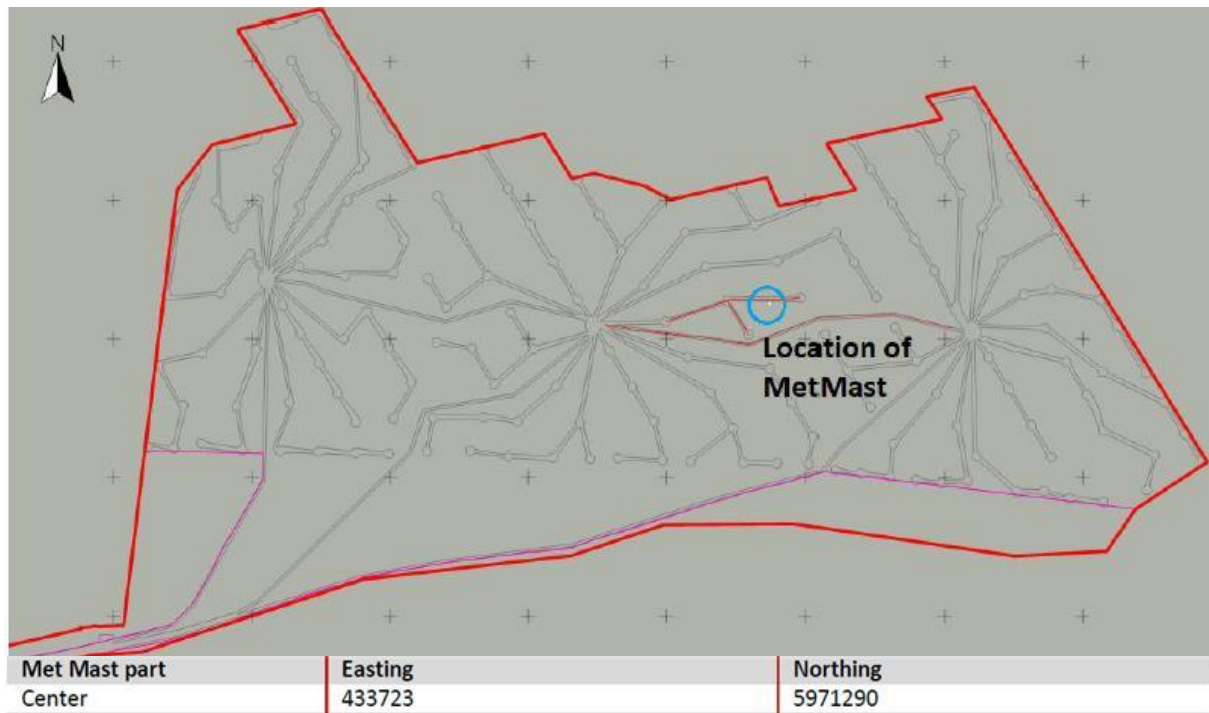 N
Location of
MetMast
Met Mast part Easting Northing
Center 433723 5971290